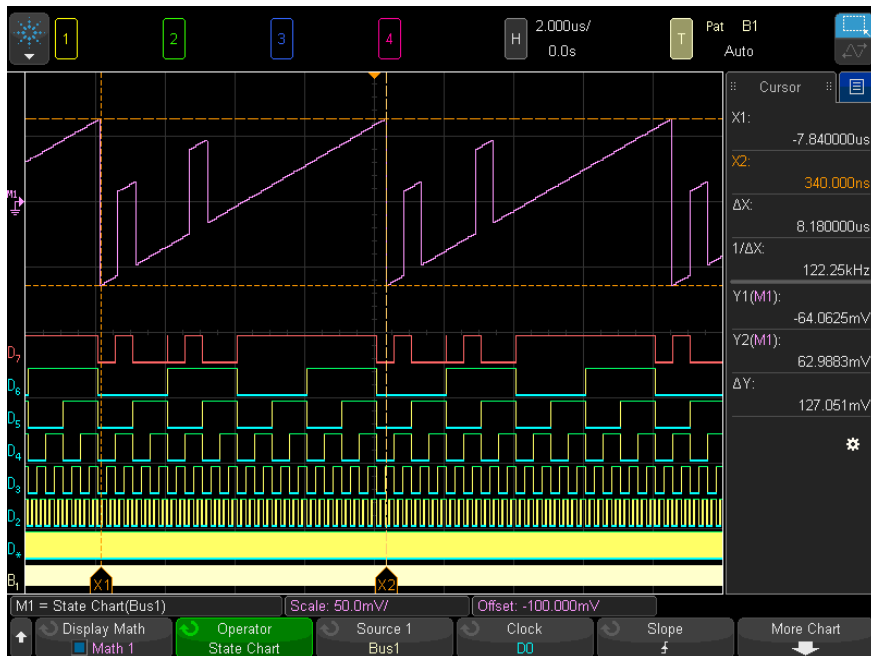 1 2 3 4 H 2.000us/ 0.0s T Pat B1 Auto
Cursor
X1:
-7.840000us
X2:
340.000ns
ΔX:
8.180000us
1/ΔX:
122.25kHz
Y1(M1):
-64.0625mV
Y2(M1):
62.9883mV
ΔY:
127.051mV
M1
D7
D6
D5
D4
D3
D2
D*
B1
X1 X2
M1 = State Chart(Bus1) Scale: 50.0mV/ Offset: -100.000mV
Display Math Operator Source 1 Clock Slope More Chart
Math 1 State Chart Bus1 D0